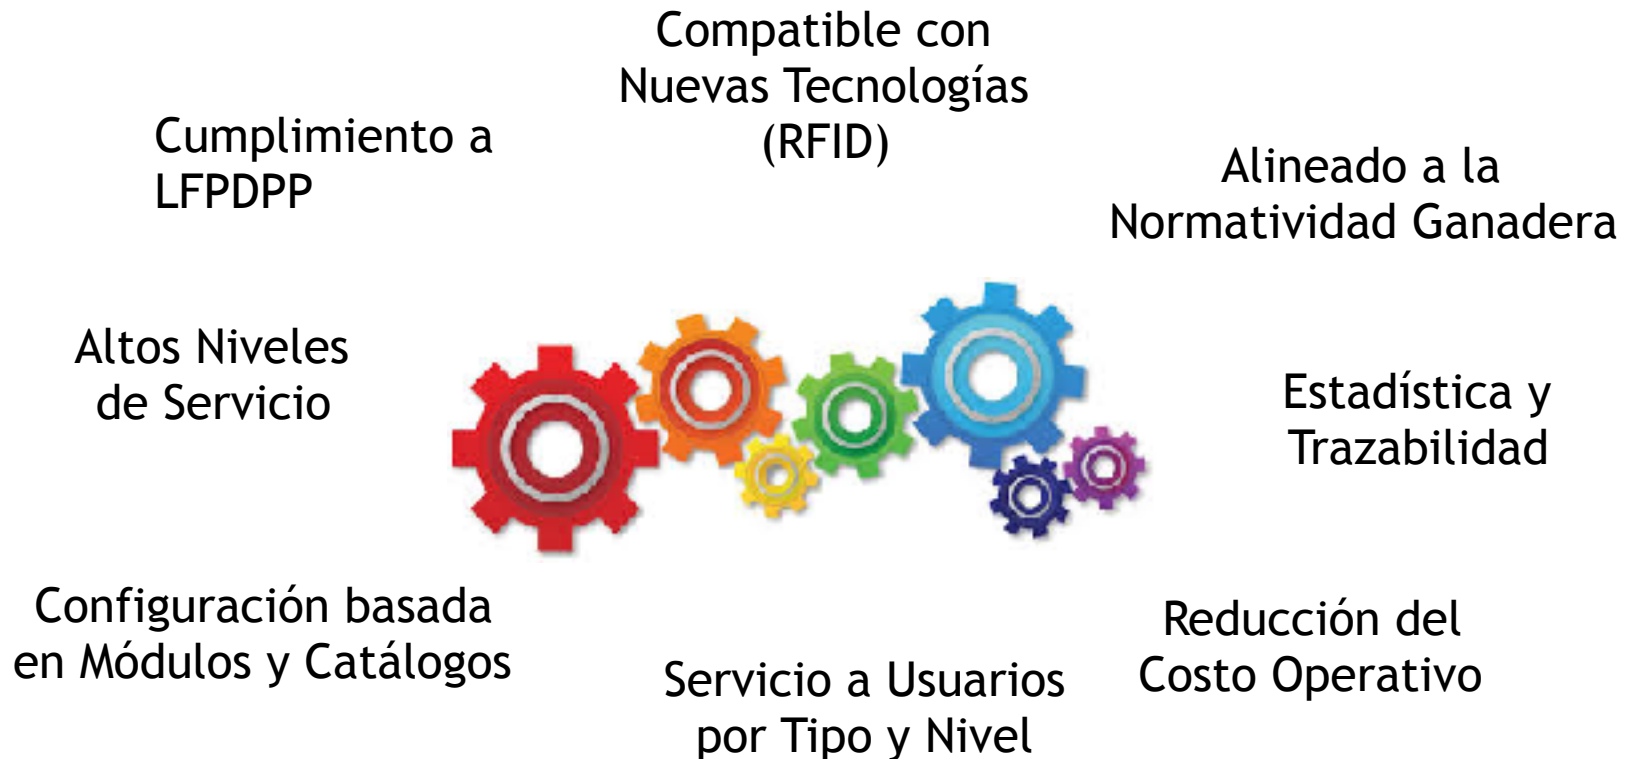 Compatible con
Nuevas Tecnologías
(RFID)
Cumplimiento a
LFPDPP
Alineado a la
Normatividad Ganadera
Altos Niveles
de Servicio
Estadística y
Trazabilidad
Configuración basada
en Módulos y Catálogos
Reducción del
Costo Operativo
Servicio a Usuarios
por Tipo y Nivel